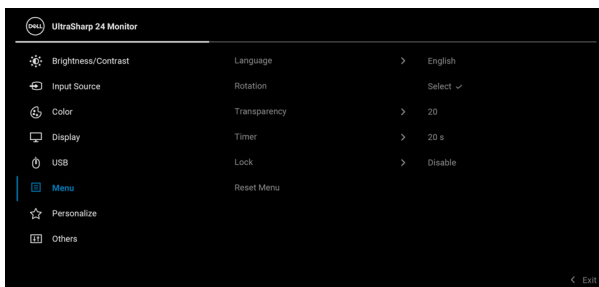 DELL UltraSharp 24 Monitor
Brightness/Contrast Language > English
Input Source Rotation Select ✓
Color Transparency > 20
Display Timer > 20 s
USB Lock > Disable
Menu Reset Menu
Personalize
Others
< Exit